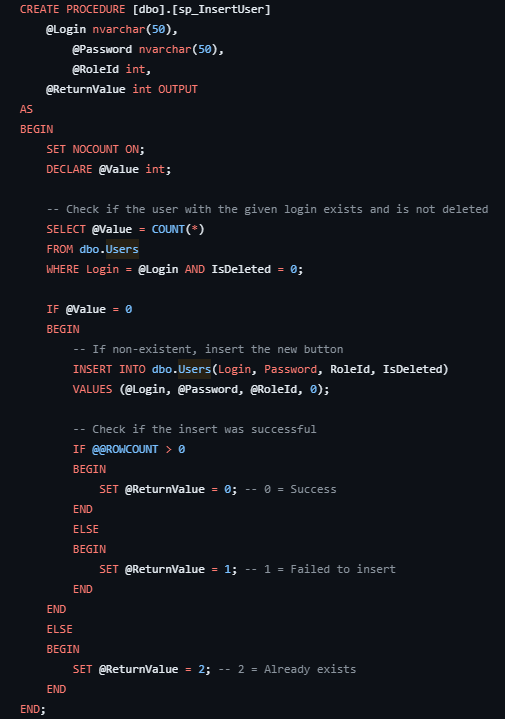 CREATE PROCEDURE [dbo].[sp_InsertUser]
@Login nvarchar(50),
@Password nvarchar(50),
@RoleId int,
@ReturnValue int OUTPUT
AS
BEGIN
SET NOCOUNT ON;
DECLARE @Value int;
-- Check if the user with the given login exists and is not deleted
SELECT @Value = COUNT(*)
FROM dbo.Users
WHERE Login = @Login AND IsDeleted = 0;
IF @Value = 0
BEGIN
-- If non-existent, insert the new button
INSERT INTO dbo.Users(Login, Password, RoleId, IsDeleted)
VALUES (@Login, @Password, @RoleId, 0);
-- Check if the insert was successful
IF @@ROWCOUNT > 0
BEGIN
SET @ReturnValue = 0; -- 0 = Success
END
ELSE
BEGIN
SET @ReturnValue = 1; -- 1 = Failed to insert
END
END
ELSE
BEGIN
SET @ReturnValue = 2; -- 2 = Already exists
END
END;